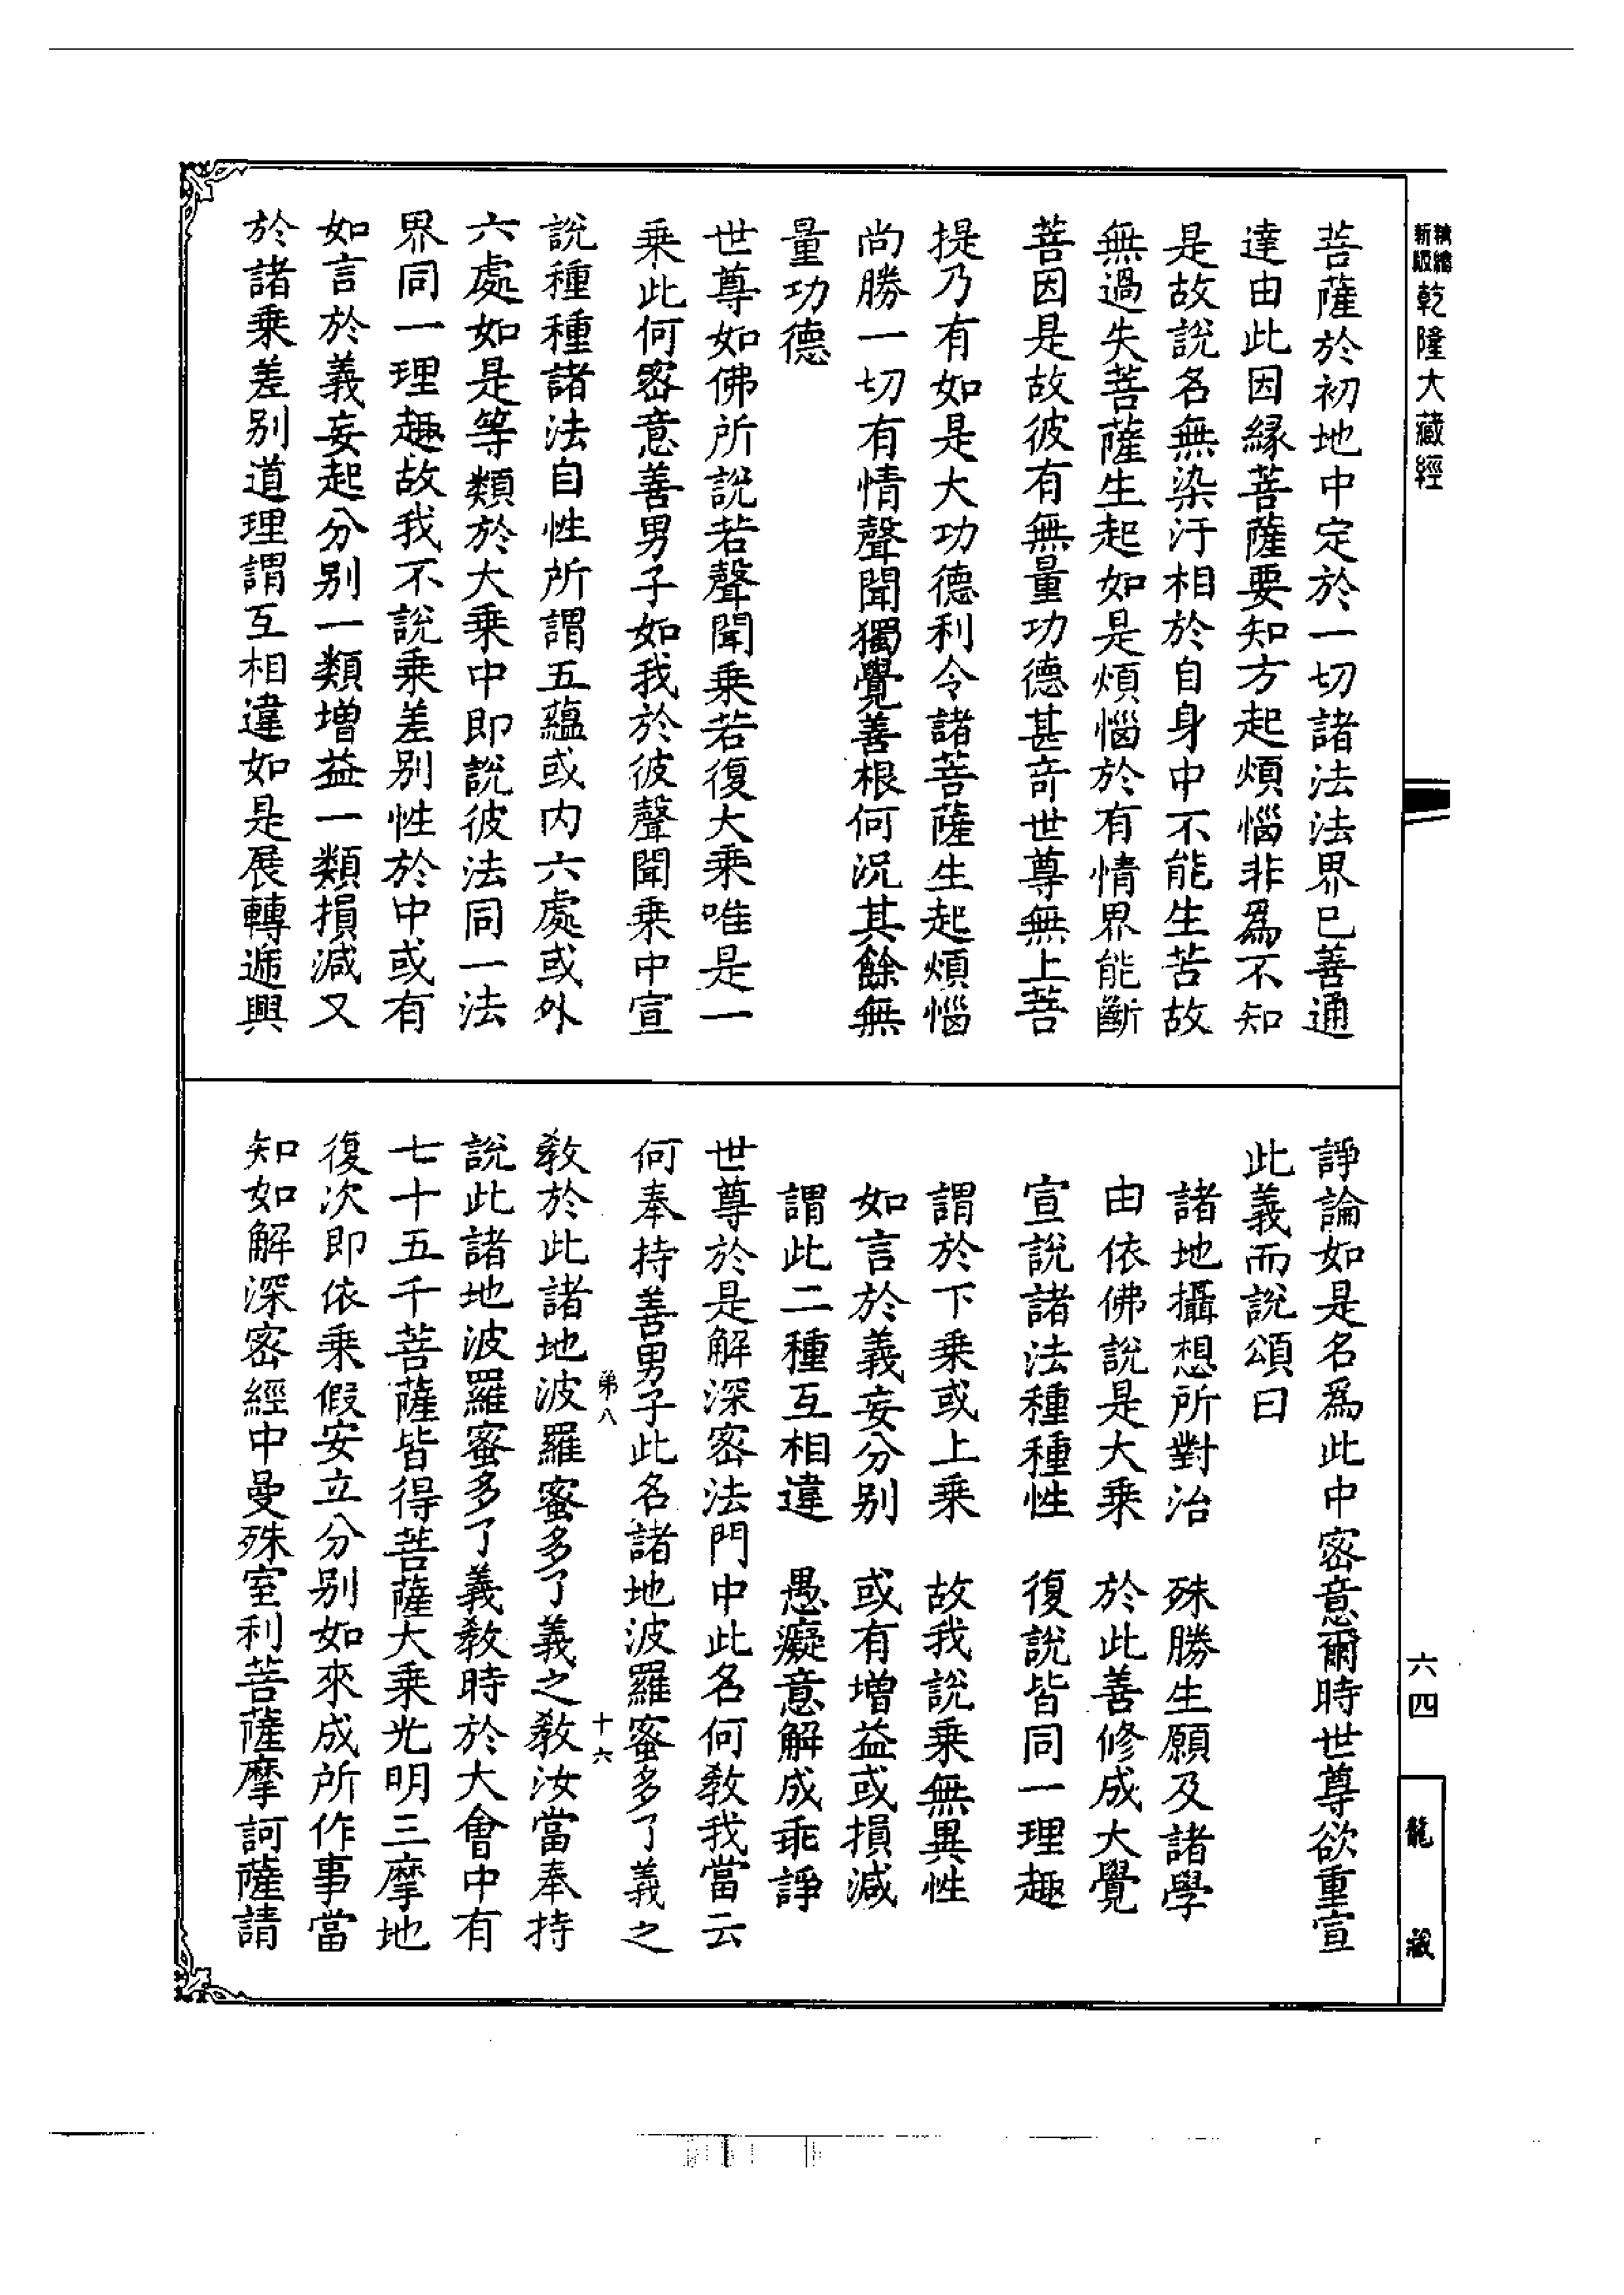 新縮
版
乾隆大藏經
菩薩於初地中定於一切諸法法界已善通
達由此因緣菩薩要知方起煩惱非為不知
是故說名無染汙相於自身中不能生苦故
無過失菩薩生起如是煩惱於有情界能斷
苦因是故彼有無量功德甚奇世尊無上菩
提乃有如是大功德利令諸菩薩生起煩惱
尚勝一切有情聲聞獨覺善根何況其餘無
量功德
世尊如佛所說若聲聞乘若復大乘唯是一
乘此何密意善男子如我於彼聲聞乘中宣
說種種諸法自性所謂五蘊或内六處或外
六處如是等類於大乘中即說彼法同一法
界同一理趣故我不說乘差別性於中或有
如言於義妄起分別一類增益一類損減又
於諸乘差別道理謂互相違如是展轉遞興
諍論如是名為此中密意爾時世尊欲重宣
此義而說頌曰
諸地攝想所對治　殊勝生願及諸學
由依佛說是大乘　於此善修成大覺
宣說諸法種種性　復說皆同一理趣
謂於下乘或上乘　故我說乘無異性
如言於義妄分別　或有增益或損減
謂此二種互相違　愚癡意解成乖諍
世尊於是解深密法門中此名何教我當云
何奉持善男子此名諸地波羅蜜多了義之
第八　十六
教於此諸地波羅蜜多了義之教汝當奉持
說此諸地波羅蜜多了義教時於大會中有
七十五千菩薩皆得菩薩大乘光明三摩地
復次即依乘假安立分別如來成所作事當
知如解深密經中曼殊室利菩薩摩訶薩請
六四
龍藏